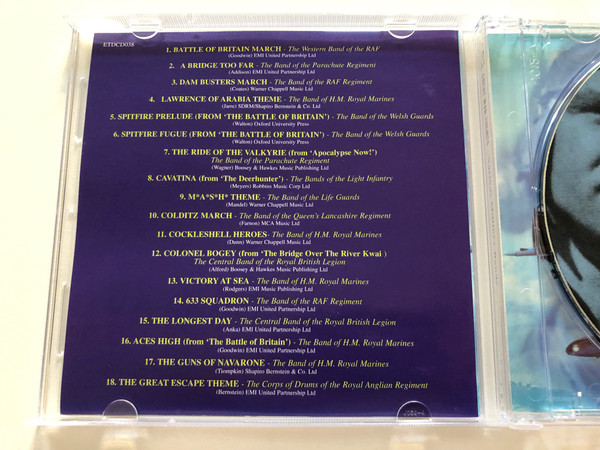 ETDCD038
1. BATTLE OF BRITAIN MARCH - The Western Band of the RAF
(Goodwin) EMI United Partnership Ltd
2. A BRIDGE TOO FAR - The Band of the Parachute Regiment
(Addison) EMI United Partnership Ltd
3. DAM BUSTERS MARCH - The Band of the RAF Regiment
(Coates) Warner Chappell Music Ltd
4. LAWRENCE OF ARABIA THEME - The Band of H.M. Royal Marines
(Jarre) SDRM/Shapiro Bernstein & Co. Ltd
5. SPITFIRE PRELUDE (FROM 'THE BATTLE OF BRITAIN') - The Band of the Welsh Guards
(Walton) Oxford University Press
6. SPITFIRE FUGUE (FROM 'THE BATTLE OF BRITAIN') - The Band of the Welsh Guards
(Walton) Oxford University Press
7. THE RIDE OF THE VALKYRIE (from 'Apocalypse Now!')
The Band of the Parachute Regiment
(Wagner) Boosey & Hawkes Music Publishing Ltd
8. CAVATINA (from 'The Deerhunter') - The Bands of the Light Infantry
(Meyers) Robbins Music Corp Ltd
9. M*A*S*H* THEME - The Band of the Life Guards
(Mandel) Warner Chappell Music Ltd
10. COLDITZ MARCH - The Band of the Queen's Lancashire Regiment
(Farnon) MCA Music Ltd
11. COCKLESHELL HEROES- The Band of H.M. Royal Marines
(Dunn) Warner Chappell Music Ltd
12. COLONEL BOGEY (from 'The Bridge Over The River Kwai )
The Central Band of the Royal British Legion
(Alford) Boosey & Hawkes Music Publishing Ltd
13. VICTORY AT SEA - The Band of H.M. Royal Marines
(Rodgers) EMI Music Publishing Ltd
14. 633 SQUADRON - The Band of the RAF Regiment
(Goodwin) EMI United Partnership Ltd
15. THE LONGEST DAY - The Central Band of the Royal British Legion
(Anka) EMI United Partnership Ltd
16. ACES HIGH (from 'The Battle of Britain') - The Band of H.M. Royal Marines
(Goodwin) EMI United Partnership Ltd
17. THE GUNS OF NAVARONE - The Band of H.M. Royal Marines
(Tiompkin) Shapiro Bernstein & Co. Ltd
18. THE GREAT ESCAPE THEME - The Corps of Drums of the Royal Anglian Regiment
(Bernstein) EMI United Partnership Ltd